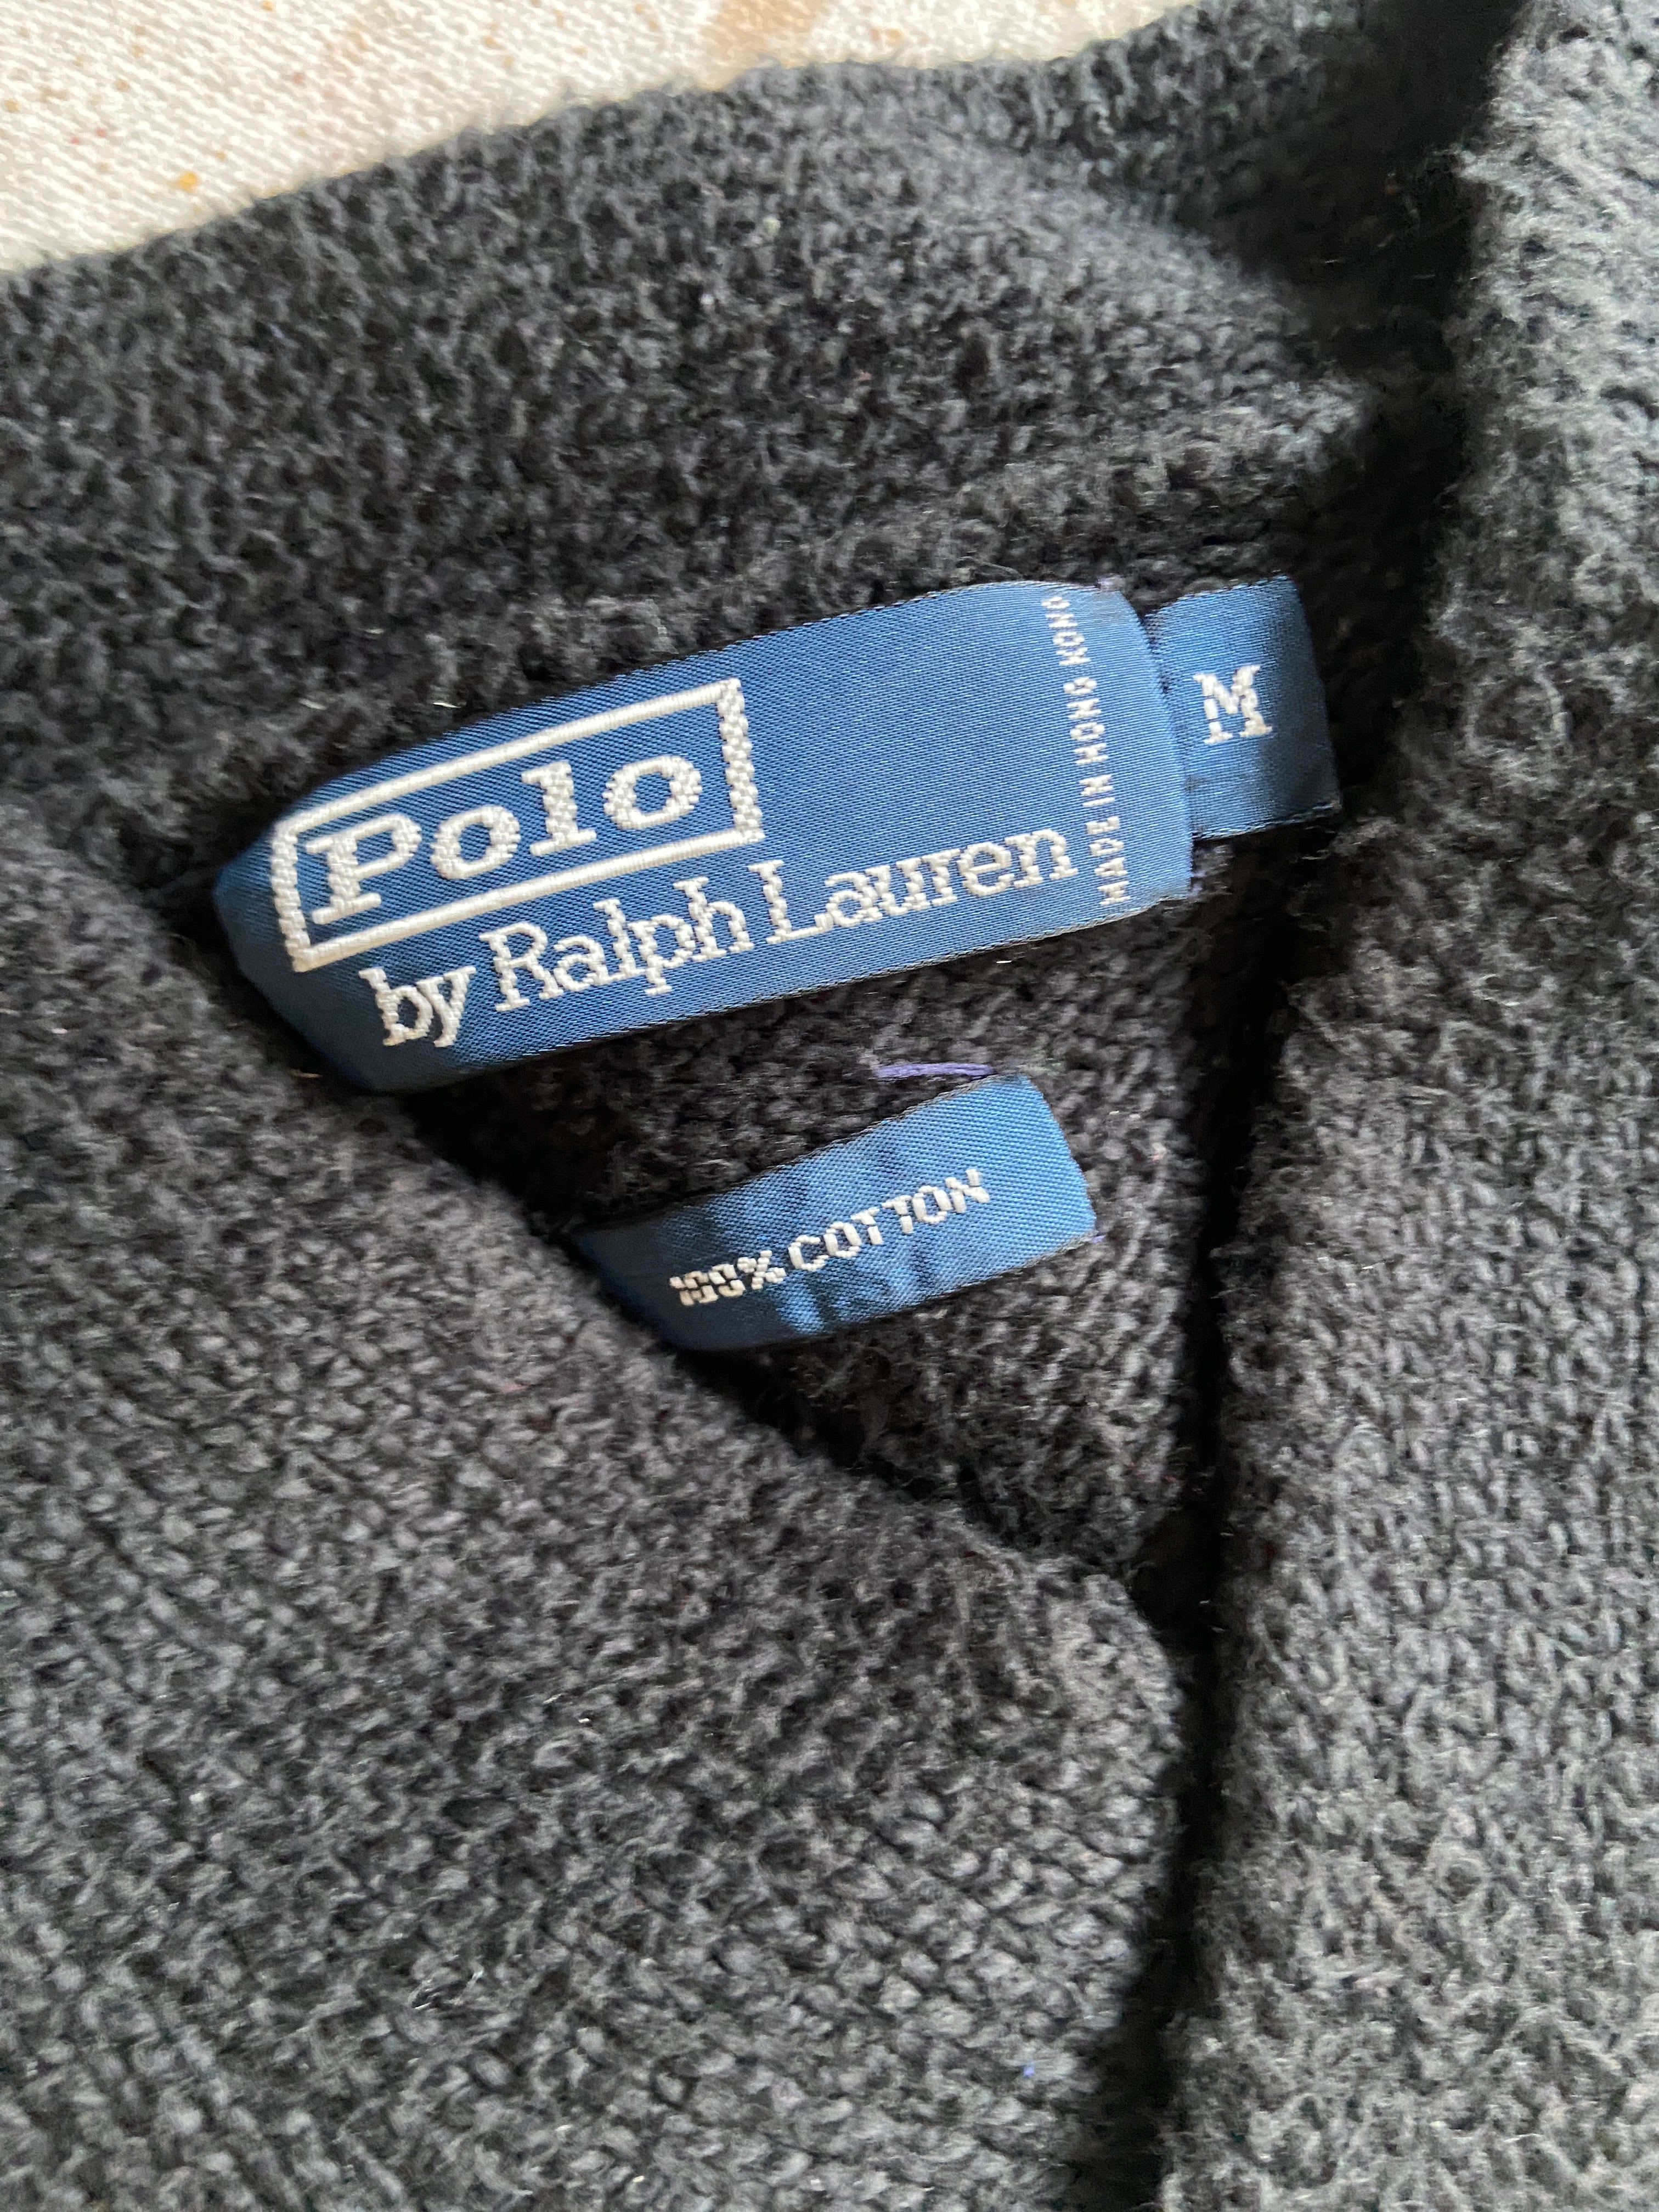 Polo
by Ralph Lauren
MADE IN HONG KONG
M
100% COTTON